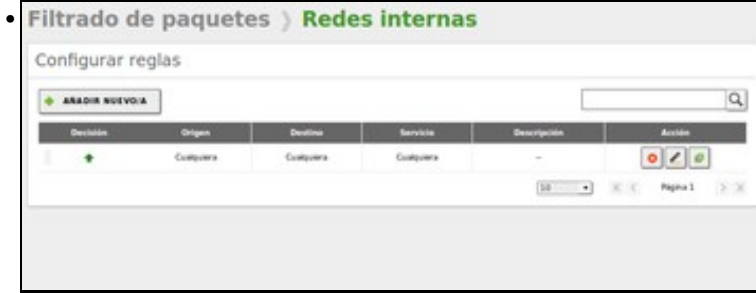 Filtrado de paquetes ⟩ Redes internas
Configurar reglas
AÑADIR NUEVO/A
Decisión Origen Destino Servicio Descripción Acción
Cualquiera Cualquiera Cualquiera --
10 Página 1